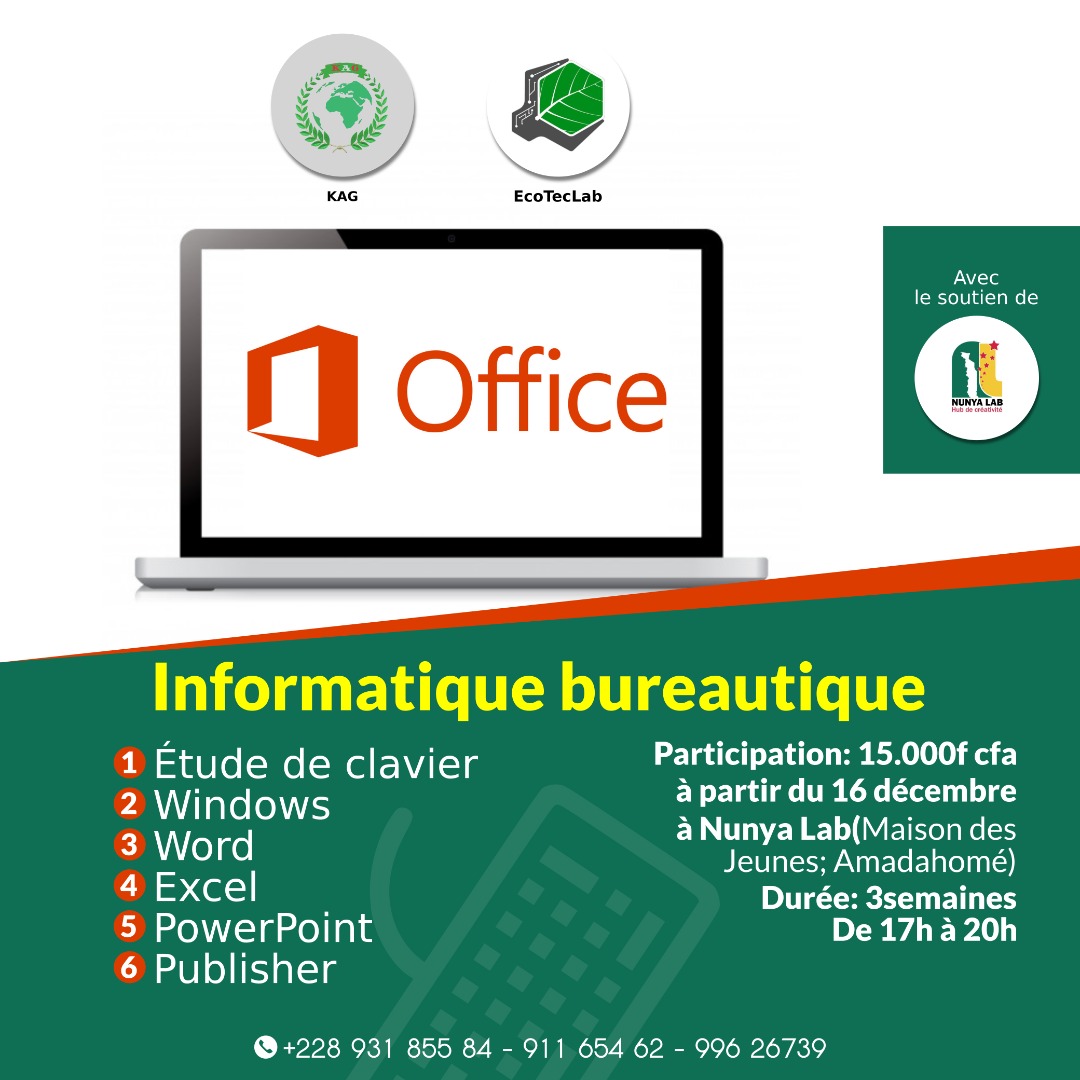 KAG
KAG
EcoTecLab
Office
Avec
le soutien de
NUNYA LAB
Hub de créativité
Informatique bureautique
1 Étude de clavier
2 Windows
3 Word
4 Excel
5 PowerPoint
6 Publisher
Participation: 15.000f cfa
à partir du 16 décembre
à Nunya Lab(Maison des
Jeunes; Amadahomé)
Durée: 3semaines
De 17h à 20h
+228 931 855 84 - 911 654 62 - 996 26739